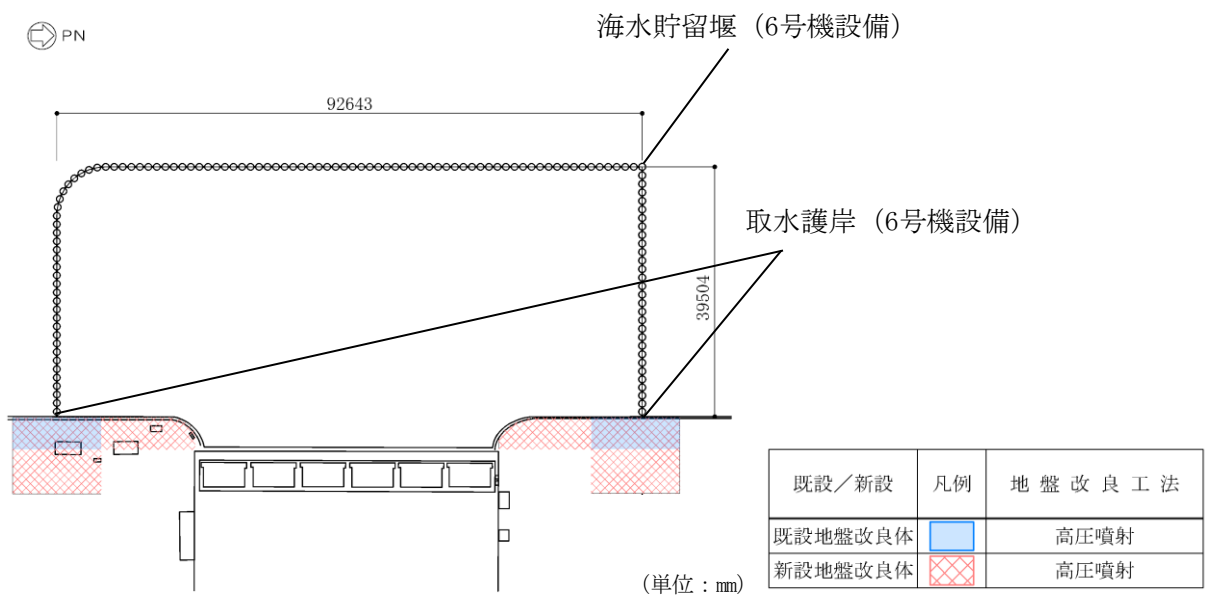 PN
海水貯留堰（6号機設備）
92643
取水護岸（6号機設備）
39504
既設／新設 凡例 地盤改良工法
既設地盤改良体 高圧噴射
新設地盤改良体 高圧噴射
（単位：㎜）